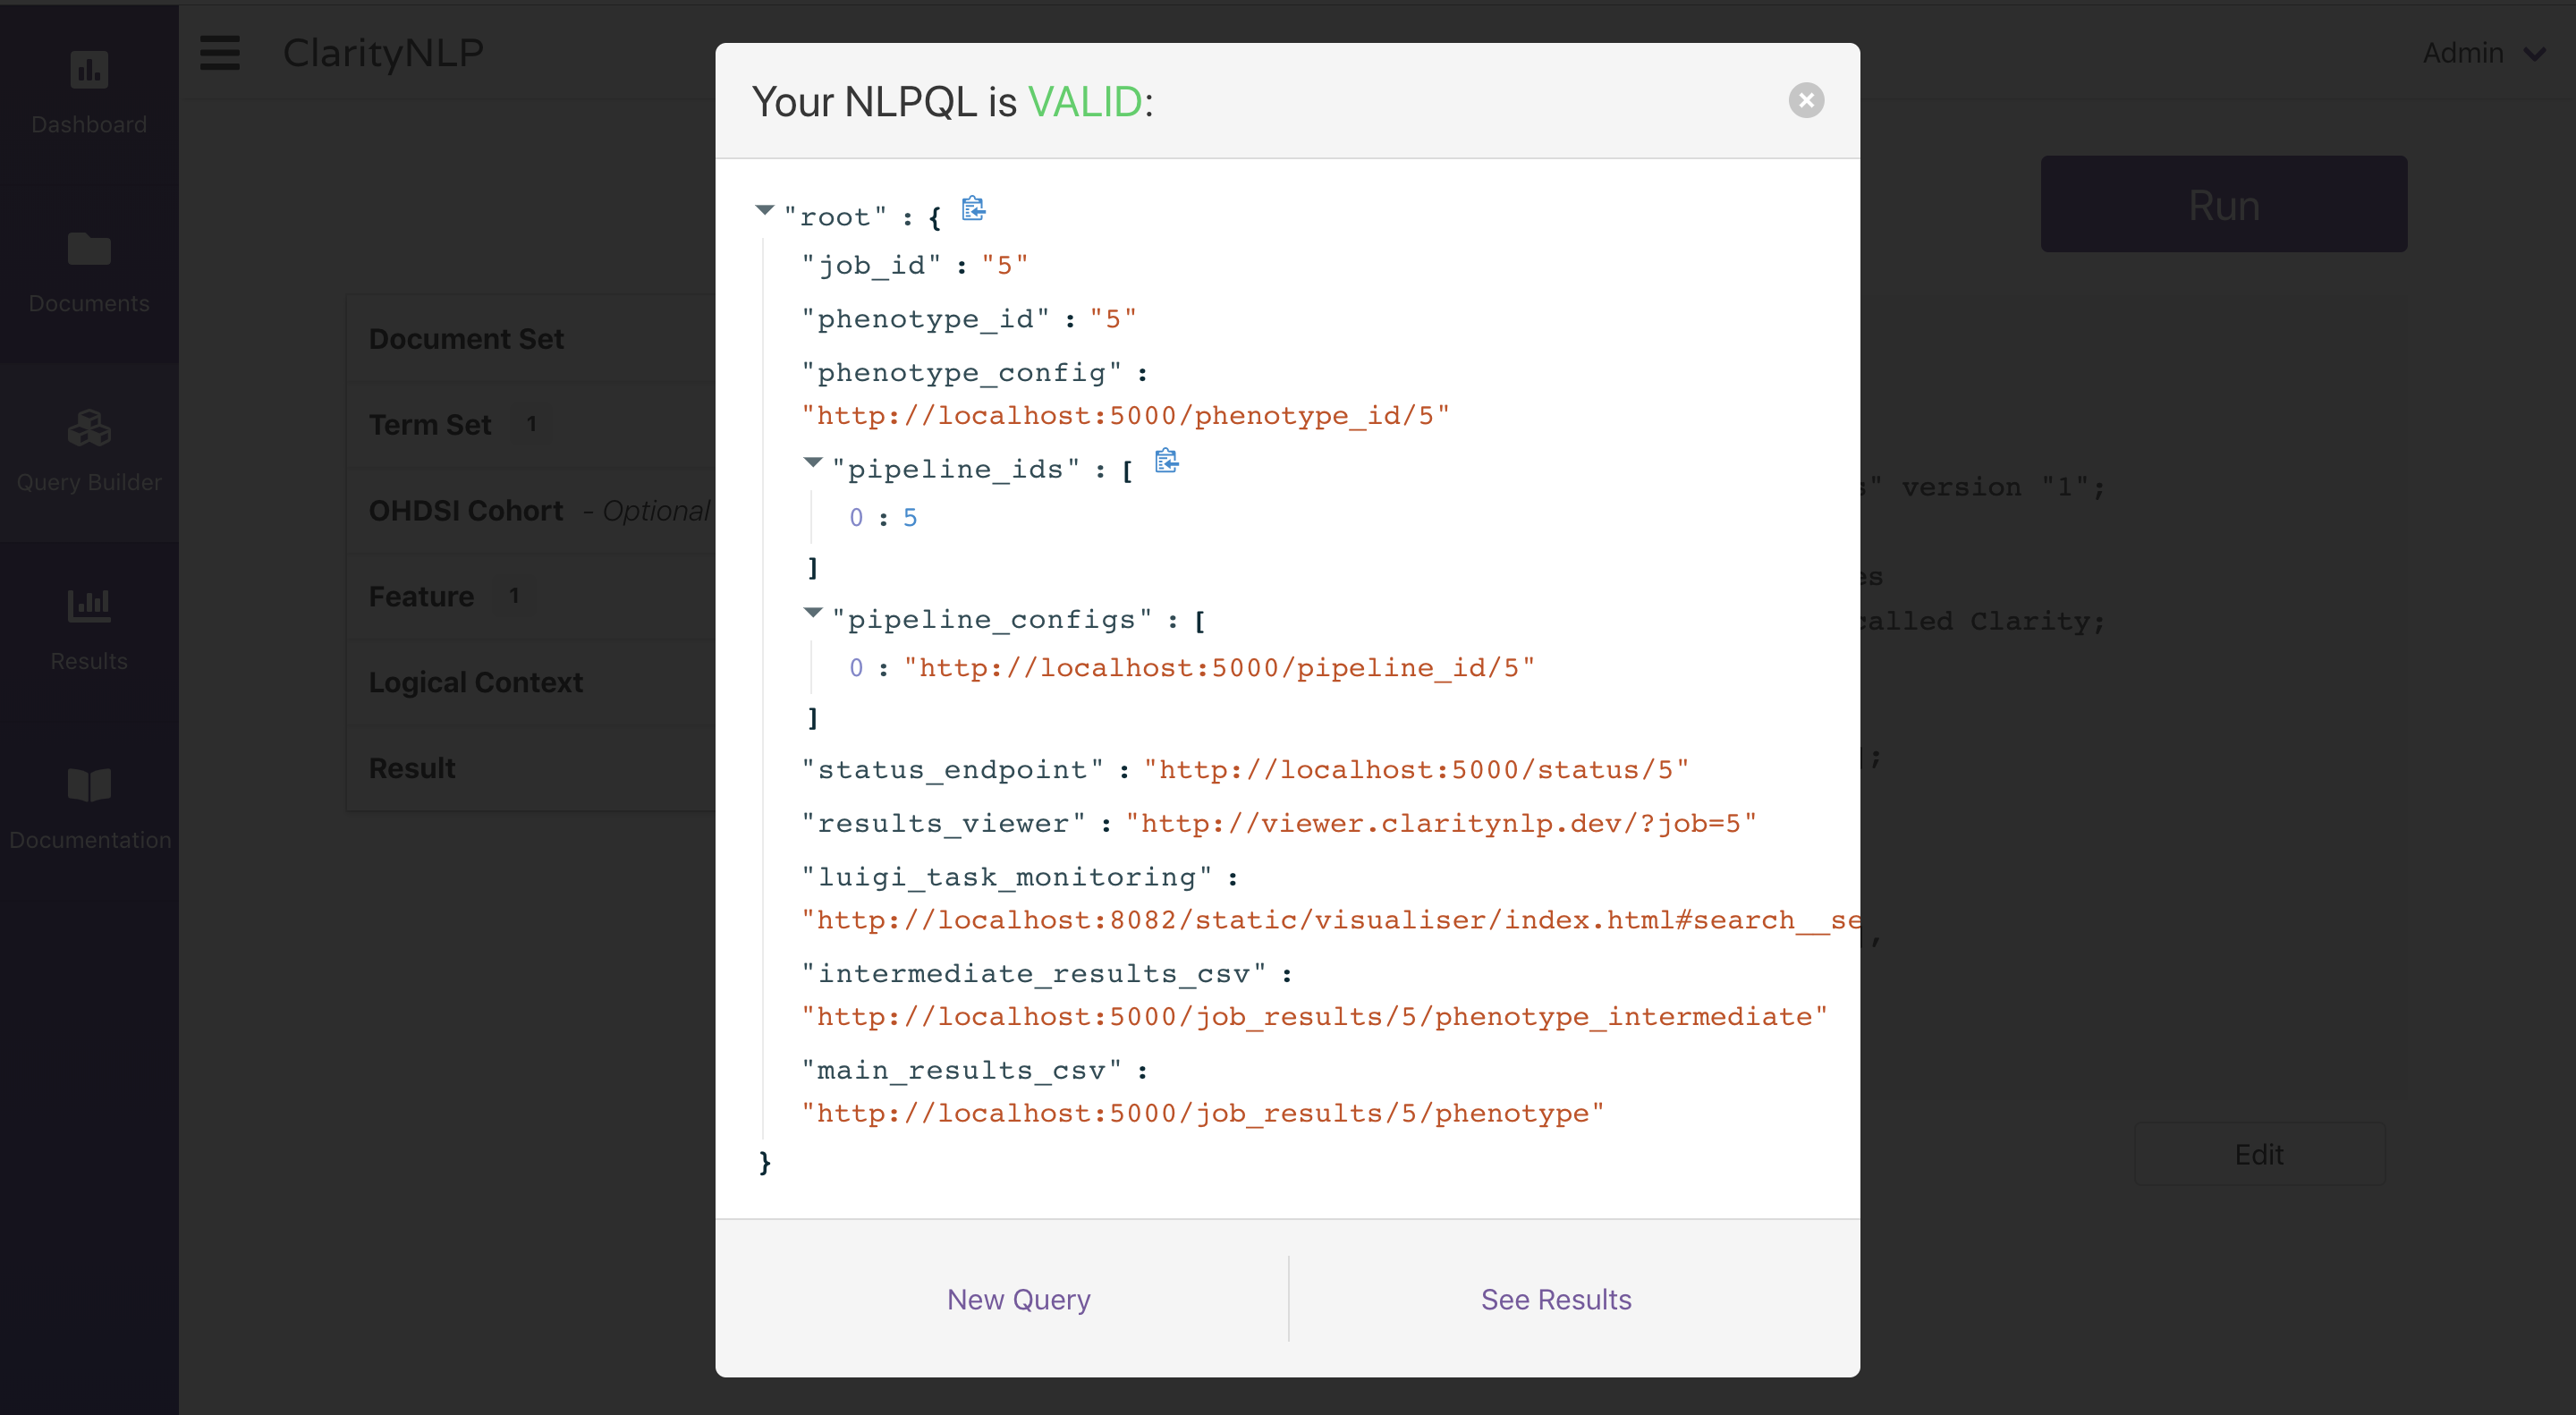 ClarityNLP
Admin
Dashboard
Documents
Query Builder
Results
Documentation
Run
Document Set
Term Set 1
OHDSI Cohort - Optional
Feature 1
Logical Context
Result
" version "1";
called Clarity;
Edit
Your NLPQL is VALID:
"root" : {
"job_id" : "5"
"phenotype_id" : "5"
"phenotype_config" :
"http://localhost:5000/phenotype_id/5"
"pipeline_ids" : [
0 : 5
]
"pipeline_configs" : [
0 : "http://localhost:5000/pipeline_id/5"
]
"status_endpoint" : "http://localhost:5000/status/5"
"results_viewer" : "http://viewer.claritynlp.dev/?job=5"
"luigi_task_monitoring" :
"http://localhost:8082/static/visualiser/index.html#search__se
"intermediate_results_csv" :
"http://localhost:5000/job_results/5/phenotype_intermediate"
"main_results_csv" :
"http://localhost:5000/job_results/5/phenotype"
}
New Query
See Results